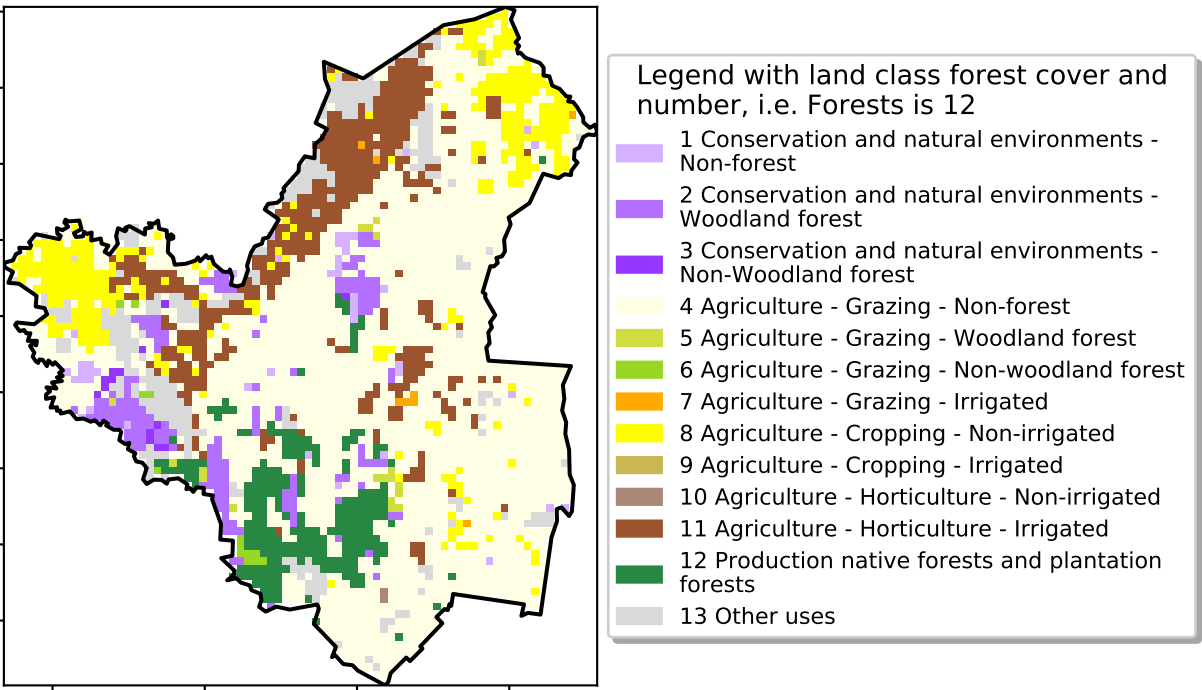 Legend with land class forest cover and
number, i.e. Forests is 12
1 Conservation and natural environments -
Non-forest
2 Conservation and natural environments -
Woodland forest
3 Conservation and natural environments -
Non-Woodland forest
4 Agriculture - Grazing - Non-forest
5 Agriculture - Grazing - Woodland forest
6 Agriculture - Grazing - Non-woodland forest
7 Agriculture - Grazing - Irrigated
8 Agriculture - Cropping - Non-irrigated
9 Agriculture - Cropping - Irrigated
10 Agriculture - Horticulture - Non-irrigated
11 Agriculture - Horticulture - Irrigated
12 Production native forests and plantation
forests
13 Other uses